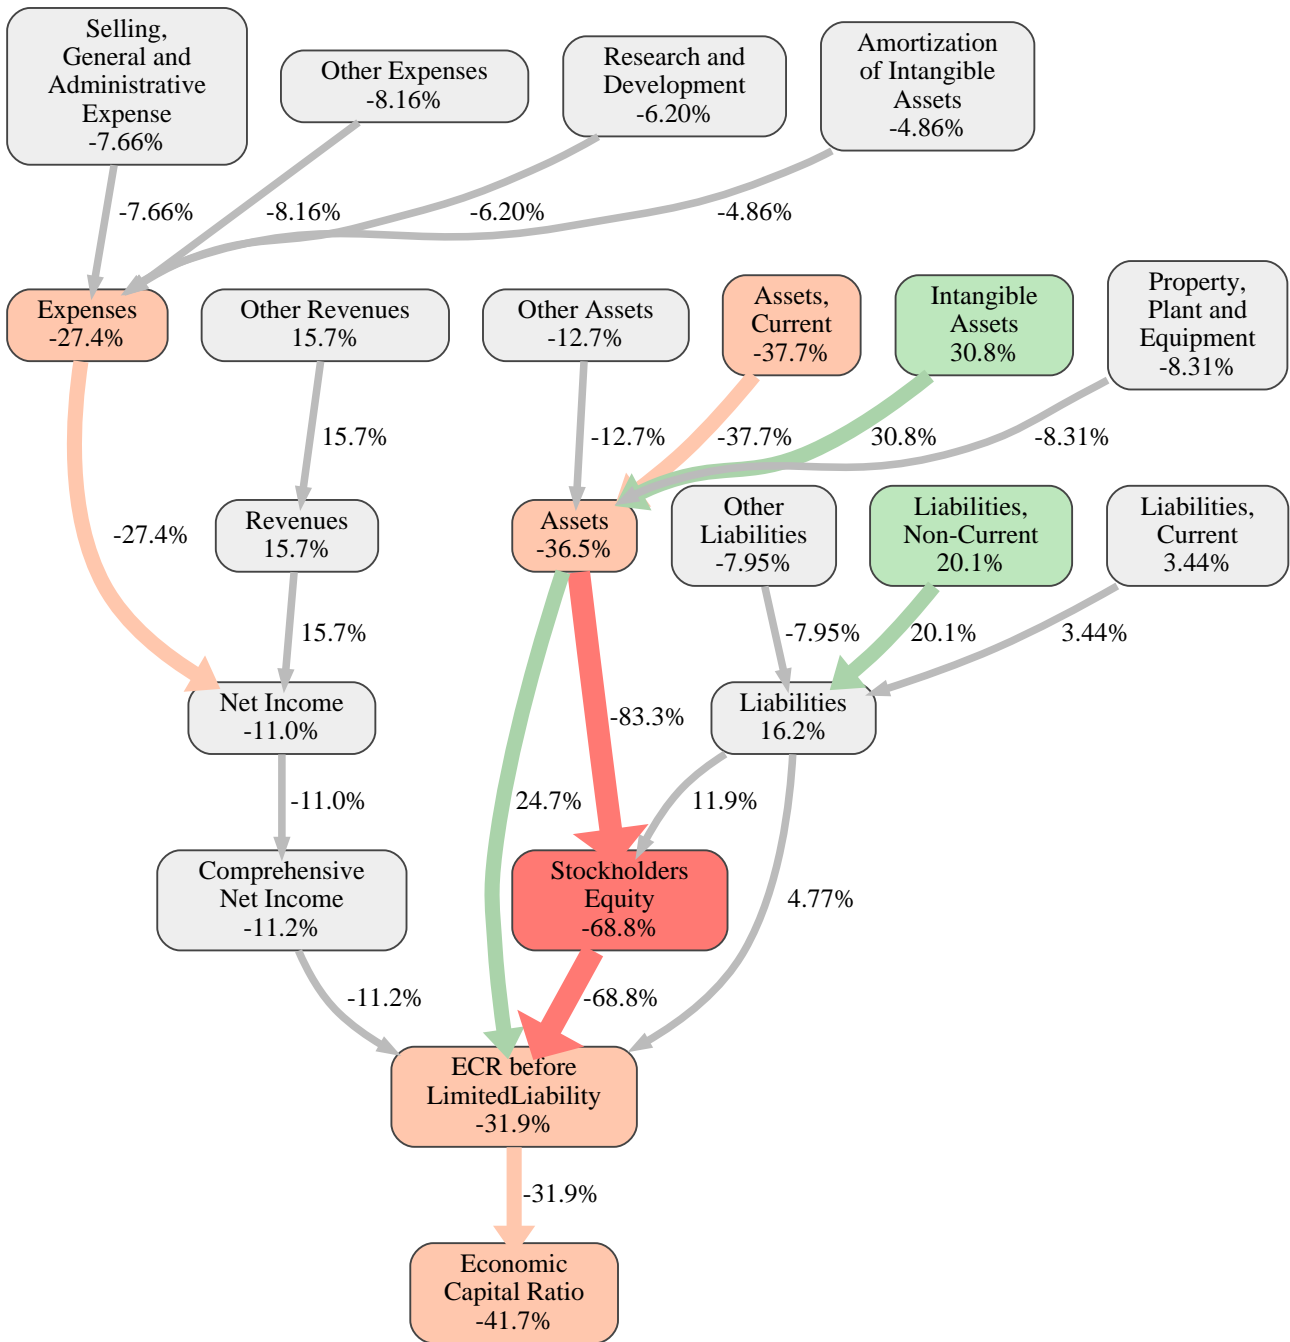 Selling,
General and
Administrative
Expense
-7.66%
Other Expenses
-8.16%
Research and
Development
-6.20%
Amortization
of Intangible
Assets
-4.86%
-7.66%
-8.16%
-6.20%
-4.86%
Expenses
-27.4%
Other Revenues
15.7%
Other Assets
-12.7%
Assets,
Current
-37.7%
Intangible
Assets
30.8%
Property,
Plant and
Equipment
-8.31%
15.7%
-12.7%
-37.7%
30.8%
-8.31%
-27.4%
Revenues
15.7%
Assets
-36.5%
Other
Liabilities
-7.95%
Liabilities,
Non-Current
20.1%
Liabilities,
Current
3.44%
15.7%
-7.95%
20.1%
3.44%
Net Income
-11.0%
-83.3%
Liabilities
16.2%
-11.0%
24.7%
11.9%
Comprehensive
Net Income
-11.2%
Stockholders
Equity
-68.8%
4.77%
-11.2%
-68.8%
ECR before
LimitedLiability
-31.9%
-31.9%
Economic
Capital Ratio
-41.7%